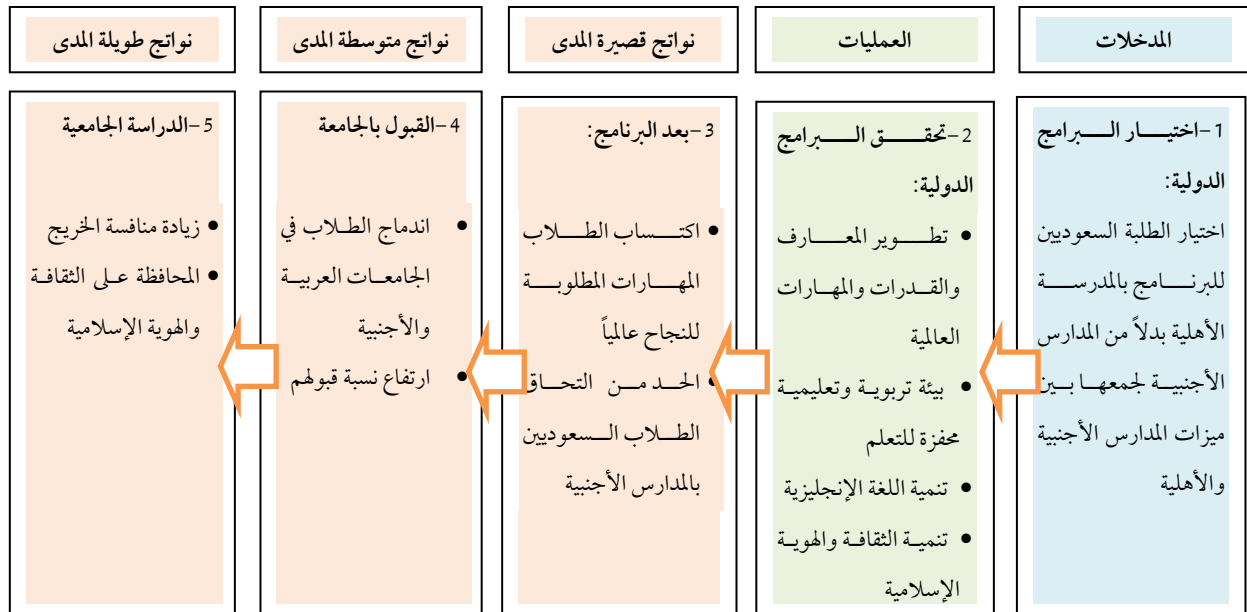 المدخلات
العمليات
نواتج قصيرة المدى
نواتج متوسطة المدى
نواتج طويلة المدى
1-اختيار البرامج
الدولية:
اختيار الطلبة السعوديين
للبرنامج بالمدرسة
الأهلية بدلاً من المدارس
الأجنبية لجمعها بين
ميزات المدارس الأجنبية
والأهلية
2-تحقق البرامج
الدولية:
• تطوير المعارف
والقدرات والمهارات
العالمية
• بيئة تربوية وتعليمية
محفزة للتعلم
• تنمية اللغة الإنجليزية
• تنمية الثقافة والهوية
الإسلامية
3-بعد البرنامج:
• اكتساب الطلاب
المهارات المطلوبة
للنجاح عالمياً
• الحد من التحاق
الطلاب السعوديين
بالمدارس الأجنبية
4-القبول بالجامعة
• اندماج الطلاب في
الجامعات العربية
والأجنبية
• ارتفاع نسبة قبولهم
5-الدراسة الجامعية
• زيادة منافسة الخريج
• المحافظة على الثقافة
والهوية الإسلامية